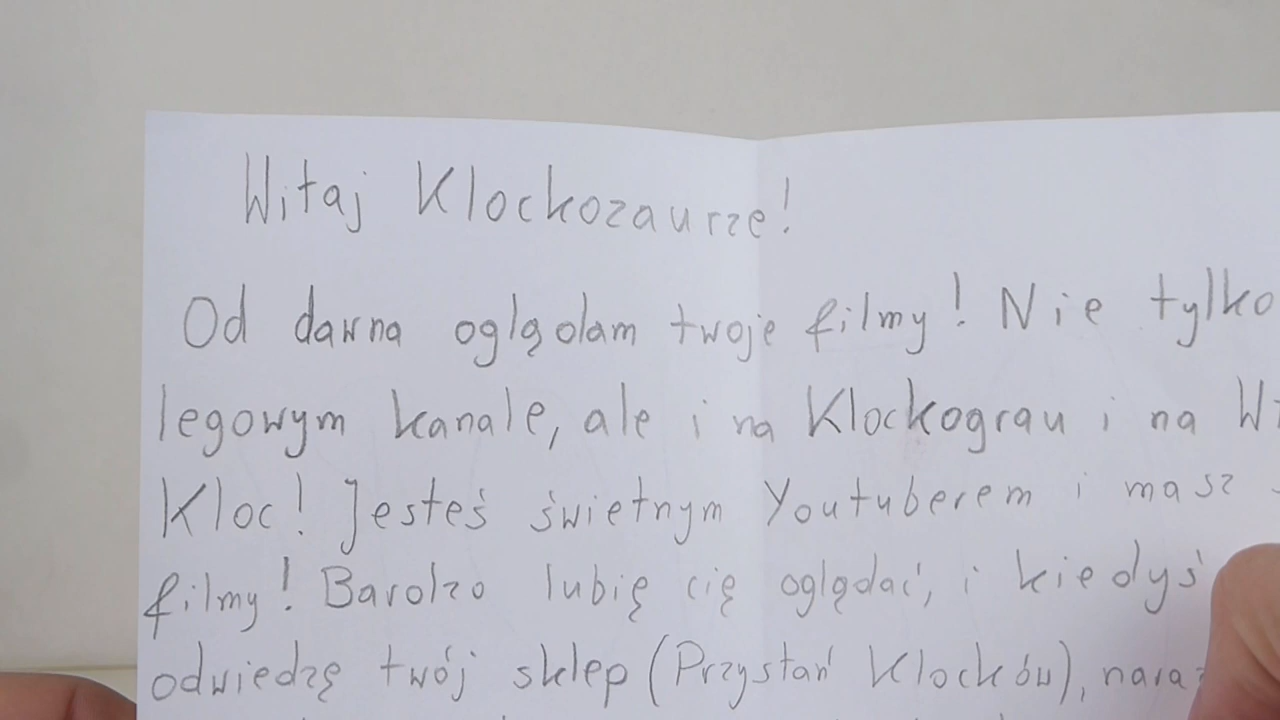 Witaj Klockozaurze!
Od dawna oglądam twoje filmy! Nie tylko
legowym kanale, ale i na Klockograu i na
Kloc! Jesteś świetnym Youtuberem i masz
filmy! Bardzo lubię cię oglądać, i kiedyś
odwiedzę twój sklep (Przystań Klocków),